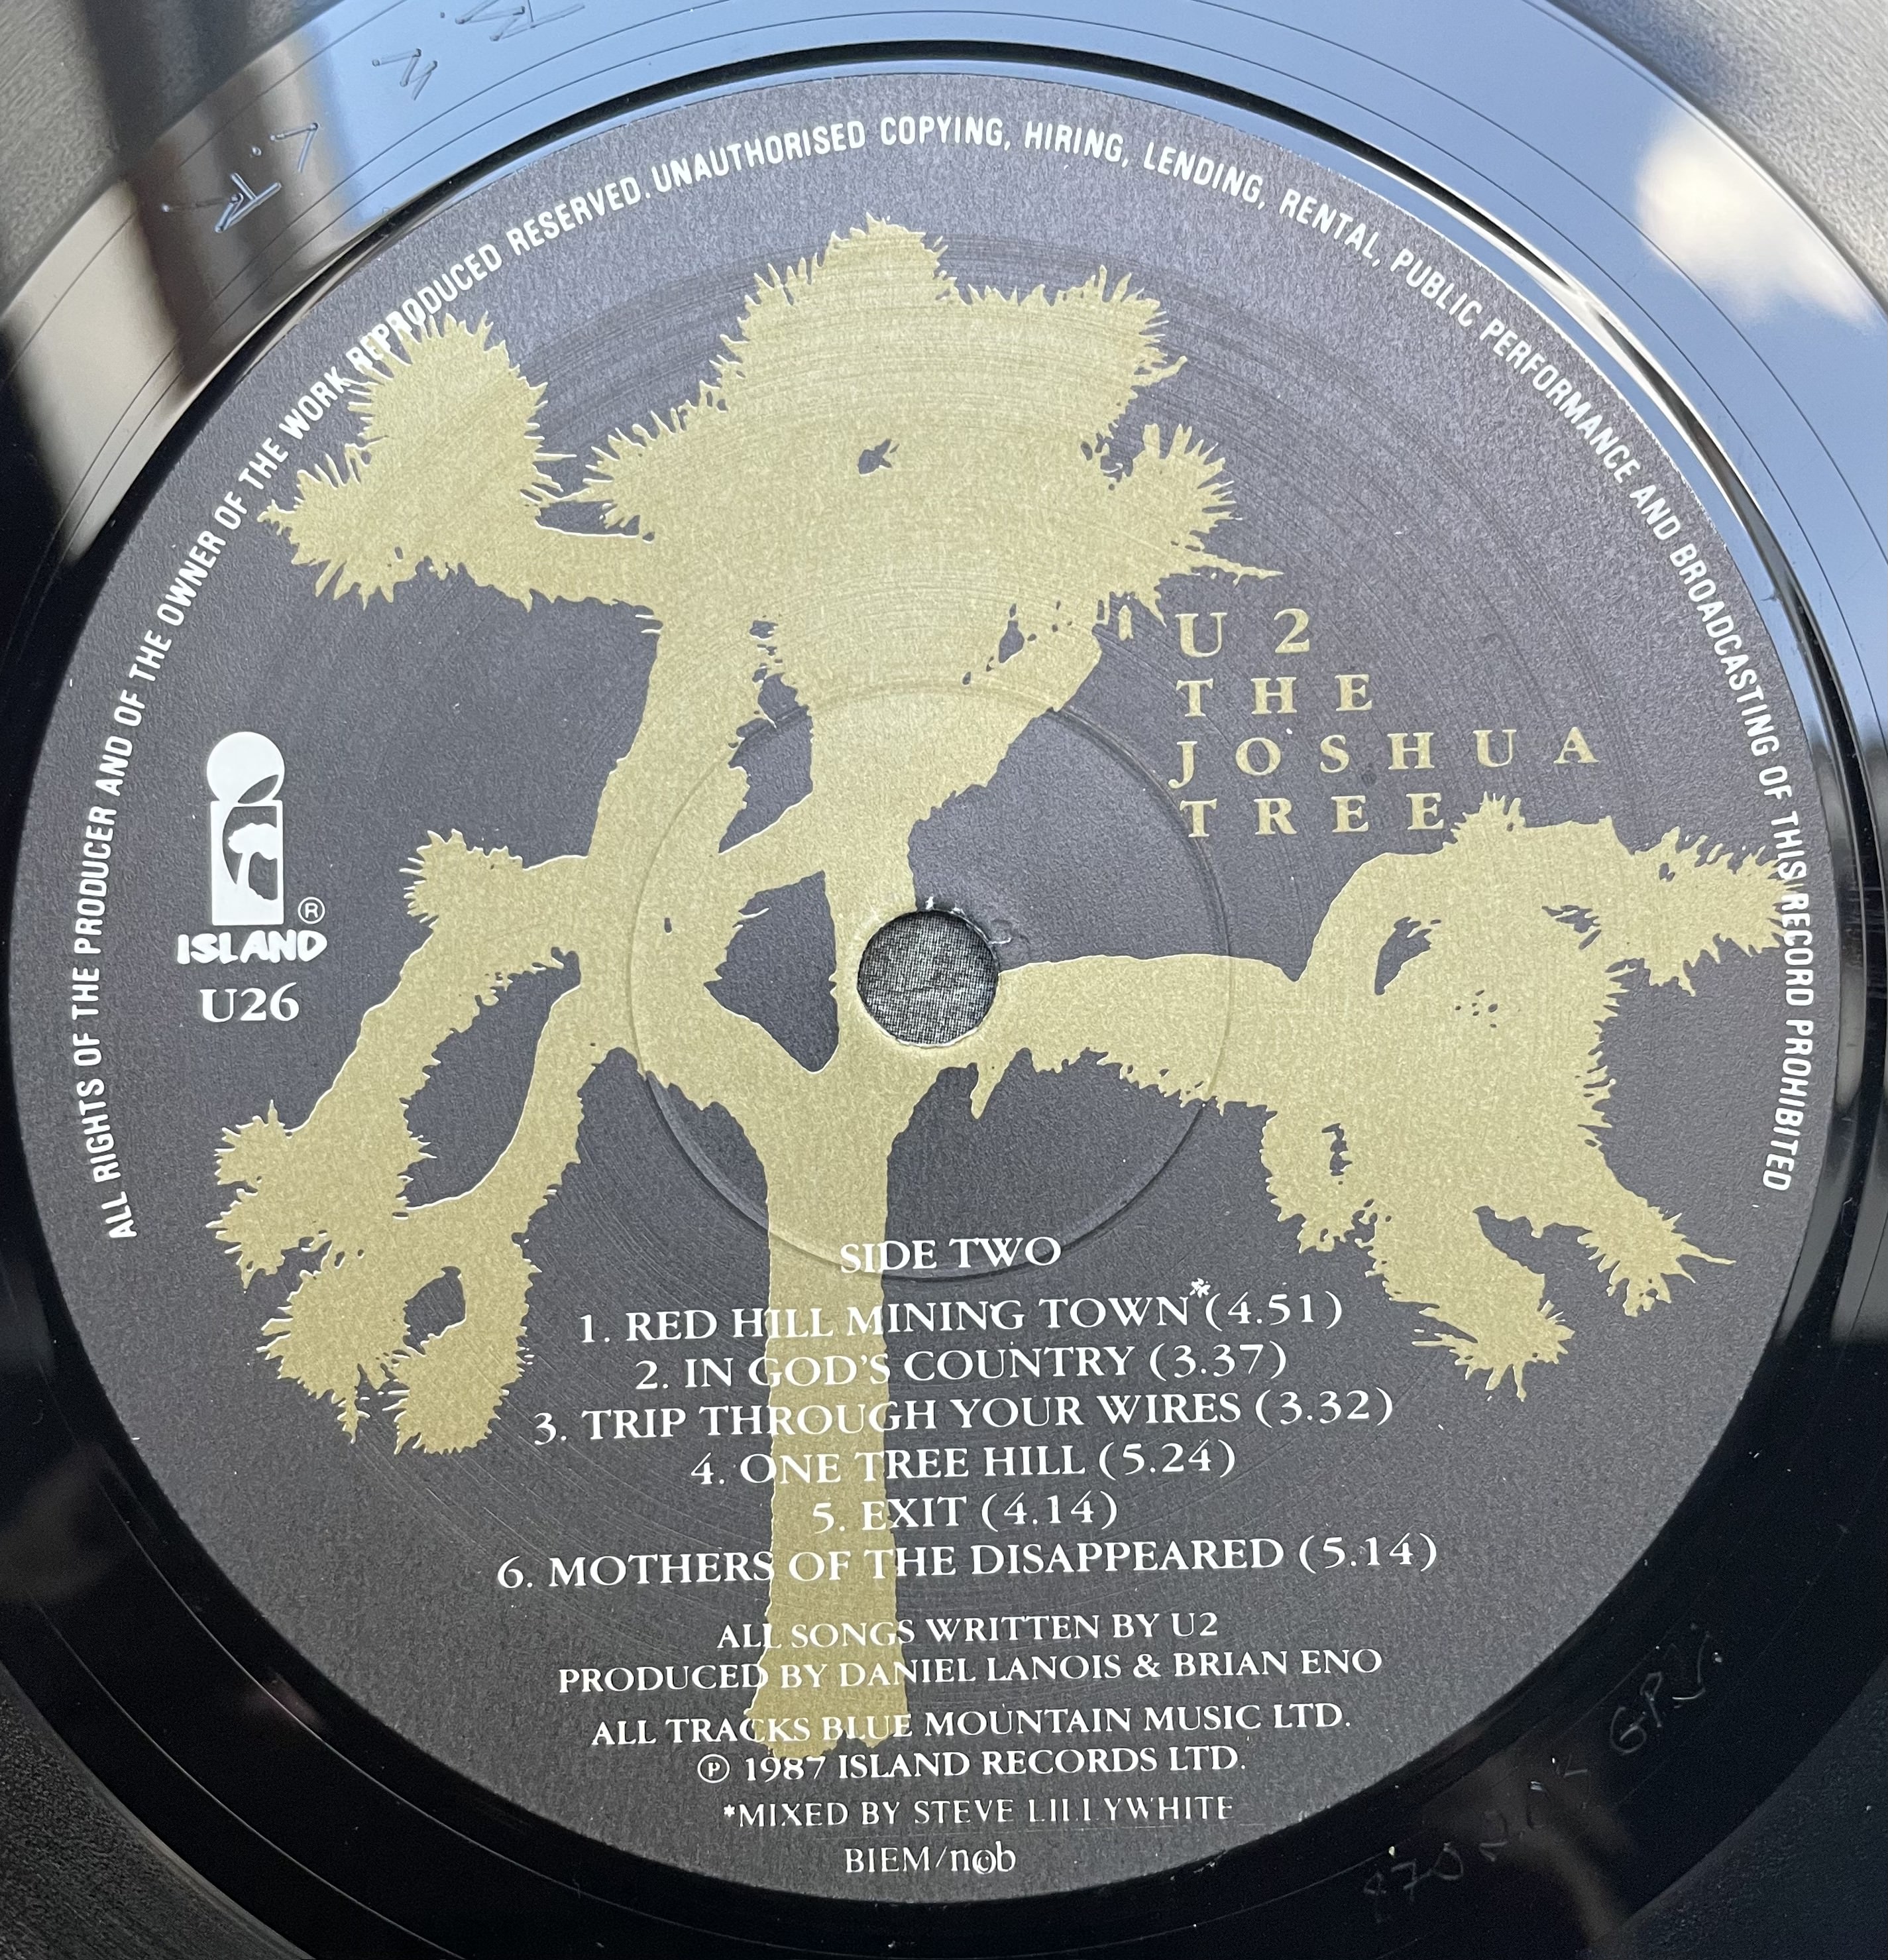 ALL RIGHTS OF THE PRODUCER AND OF THE OWNER OF THE WORK REPRODUCED RESERVED. UNAUTHORISED COPYING, HIRING, LENDING, RENTAL, PUBLIC PERFORMANCE AND BROADCASTING OF THIS RECORD PROHIBITED
U2
THE
JOSHUA
TREE
®
ISLAND
U26
SIDE TWO
1. RED HILL MINING TOWN*(4.51)
2. IN GOD'S COUNTRY (3.37)
3. TRIP THROUGH YOUR WIRES (3.32)
4. ONE TREE HILL (5.24)
5. EXIT (4.14)
6. MOTHERS OF THE DISAPPEARED (5.14)
ALL SONGS WRITTEN BY U2
PRODUCED BY DANIEL LANOIS & BRIAN ENO
ALL TRACKS BLUE MOUNTAIN MUSIC LTD.
℗ 1987 ISLAND RECORDS LTD.
*MIXED BY STEVE LILLYWHITE
BIEM/ncb